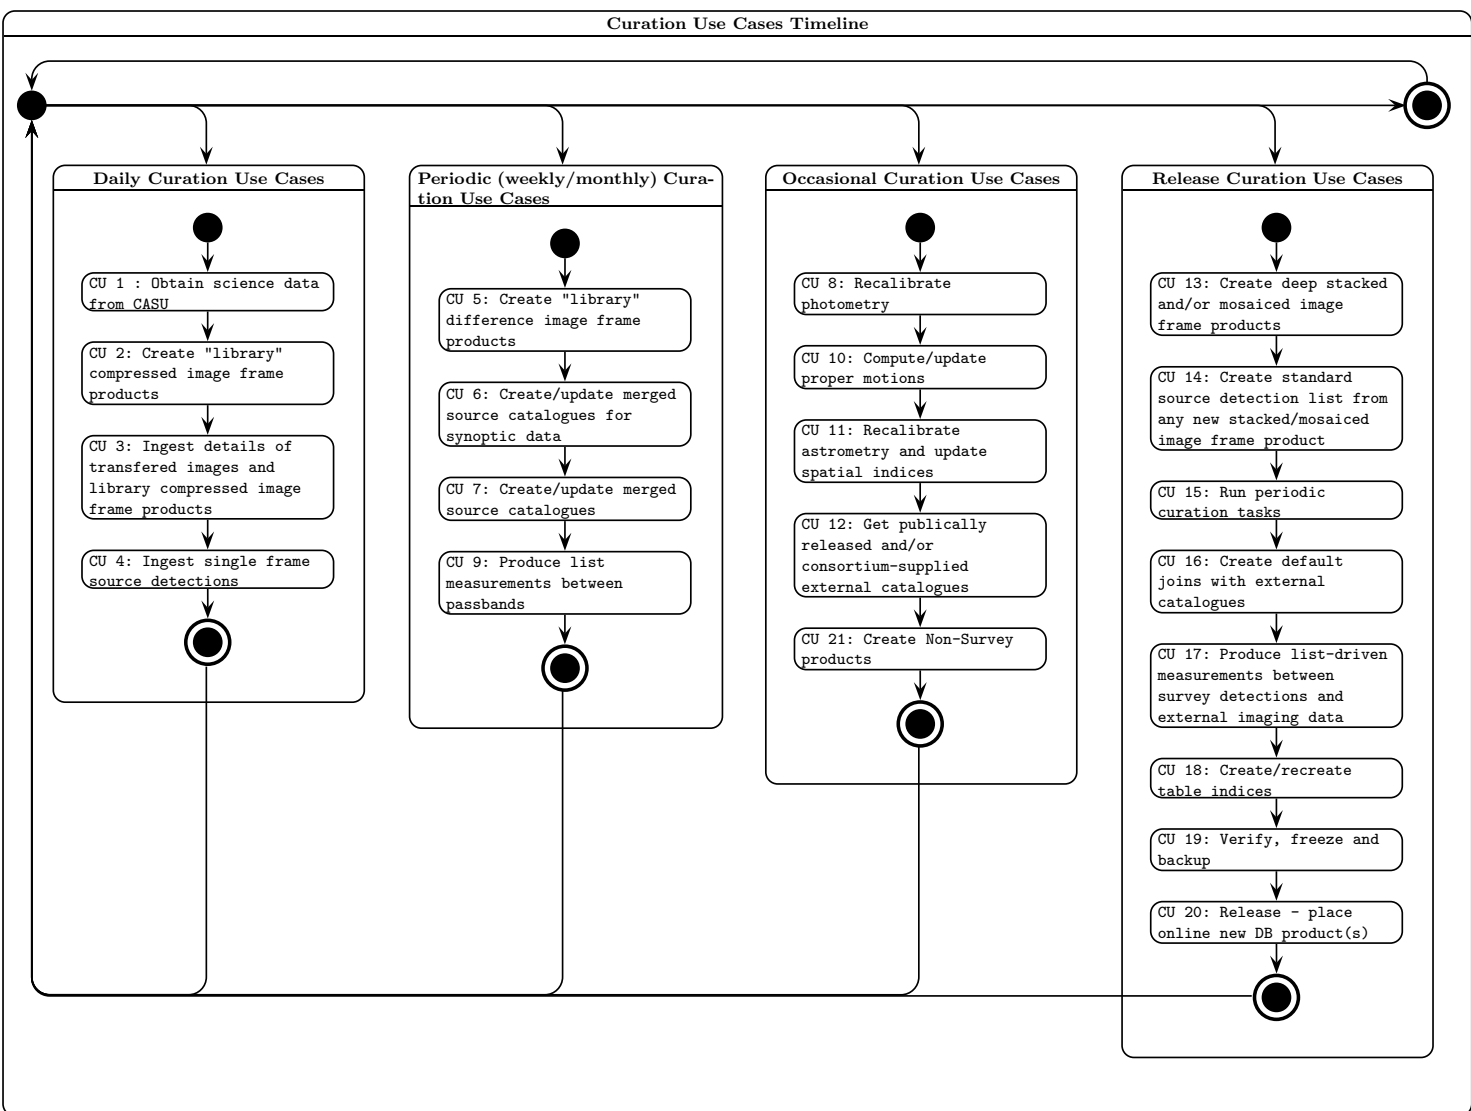 Curation Use Cases Timeline
Daily Curation Use Cases
CU 1 : Obtain science data
from CASU
CU 2: Create "library"
compressed image frame
products
CU 3: Ingest details of
transfered images and
library compressed image
frame products
CU 4: Ingest single frame
source detections
Periodic (weekly/monthly) Cura-
tion Use Cases
CU 5: Create "library"
difference image frame
products
CU 6: Create/update merged
source catalogues for
synoptic data
CU 7: Create/update merged
source catalogues
CU 9: Produce list
measurements between
passbands
Occasional Curation Use Cases
CU 8: Recalibrate
photometry
CU 10: Compute/update
proper motions
CU 11: Recalibrate
astrometry and update
spatial indices
CU 12: Get publically
released and/or
consortium-supplied
external catalogues
CU 21: Create Non-Survey
products
Release Curation Use Cases
CU 13: Create deep stacked
and/or mosaiced image
frame products
CU 14: Create standard
source detection list from
any new stacked/mosaiced
image frame product
CU 15: Run periodic
curation tasks
CU 16: Create default
joins with external
catalogues
CU 17: Produce list-driven
measurements between
survey detections and
external imaging data
CU 18: Create/recreate
table indices
CU 19: Verify, freeze and
backup
CU 20: Release - place
online new DB product(s)